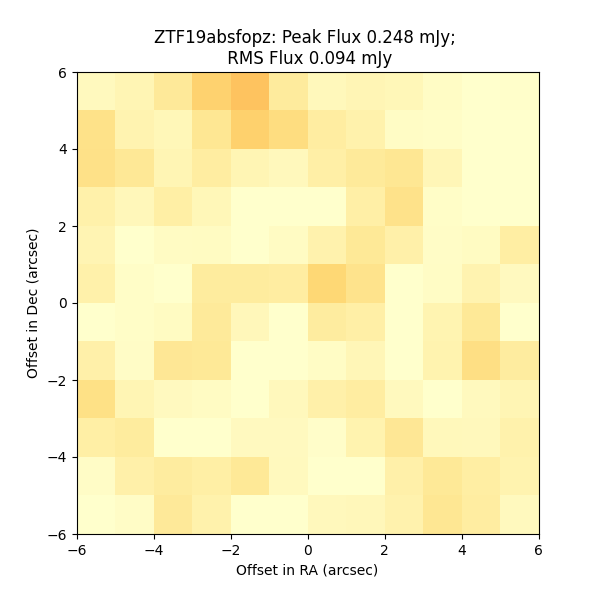 ZTF19absfopz: Peak Flux 0.248 mJy;
RMS Flux 0.094 mJy
6
4
2
0
−2
−4
−6
Offset in Dec (arcsec)
−6 −4 −2 0 2 4 6
Offset in RA (arcsec)